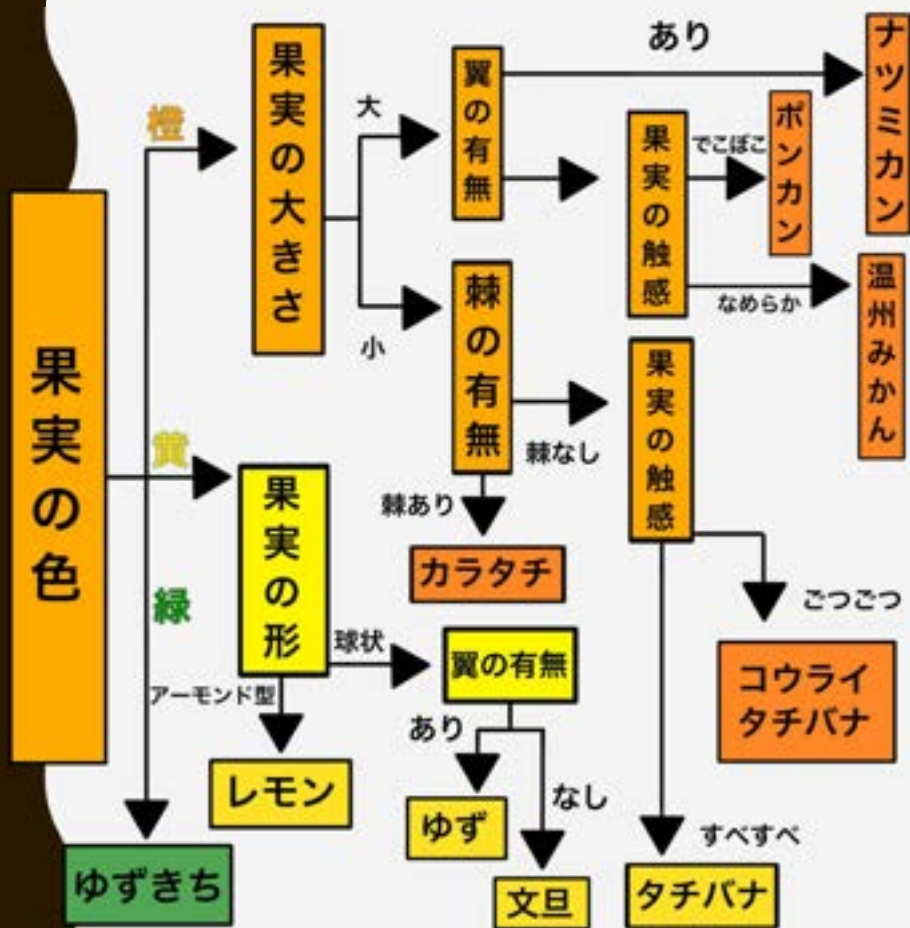 果実の色
橙
黄
緑
果実の大きさ
大
小
翼の有無
あり
ナツミカン
果実の触感
でこぼこ
ポンカン
なめらか
温州みかん
棘の有無
棘なし
棘あり
カラタチ
果実の触感
ごつごつ
コウライ
タチバナ
すべすべ
タチバナ
果実の形
アーモンド型
レモン
球状
翼の有無
あり
ゆず
なし
文旦
ゆずきち